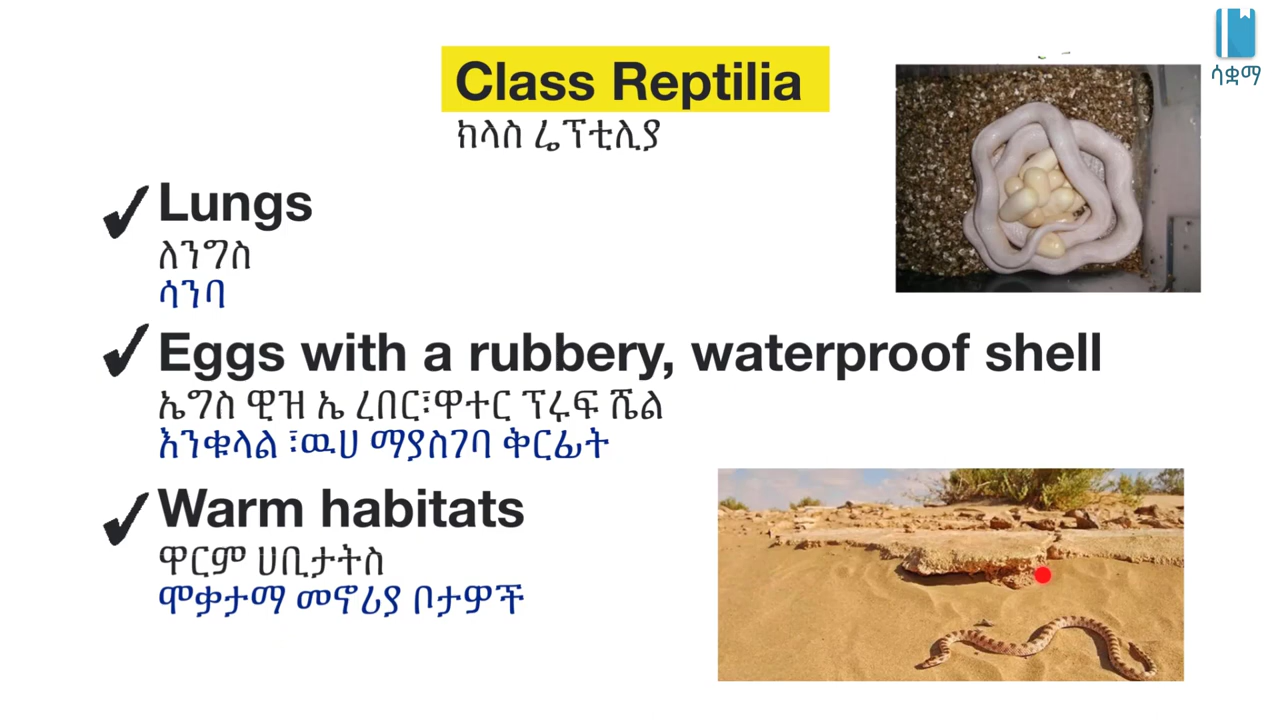 Class Reptilia
ክላስ ሬፕቲሊያ
ሳቋማ
✓ Lungs
ለንግስ
ሳንባ
✓ Eggs with a rubbery, waterproof shell
ኤግስ ዊዝ ኤ ረበር፣ዋተር ፕሩፍ ሼል
እንቁላል ፣ዉሀ ማያስገባ ቅርፊት
✓ Warm habitats
ዋርም ሀቢታትስ
ሞቃታማ መኖሪያ ቦታዎች